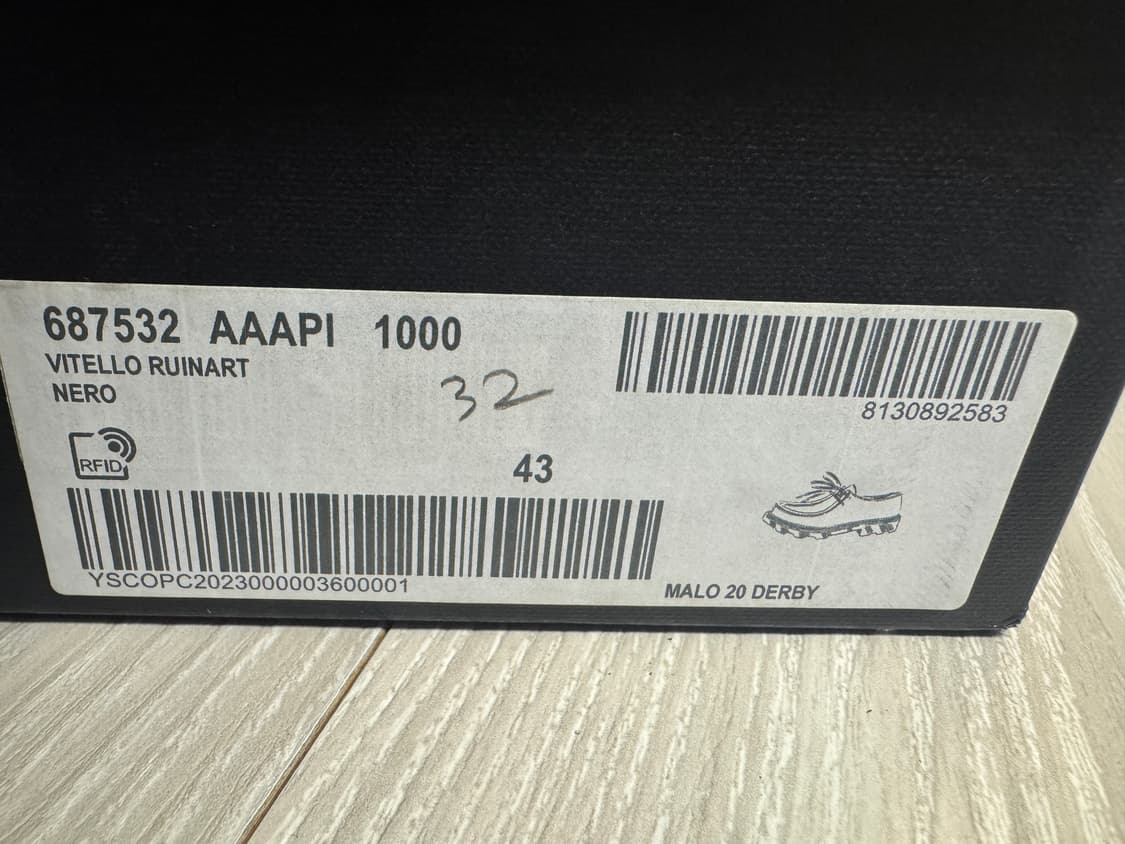 687532 AAAPI 1000
VITELLO RUINART
NERO
32
8130892583
RFID
43
YSCOPC2023000003600001
MALO 20 DERBY